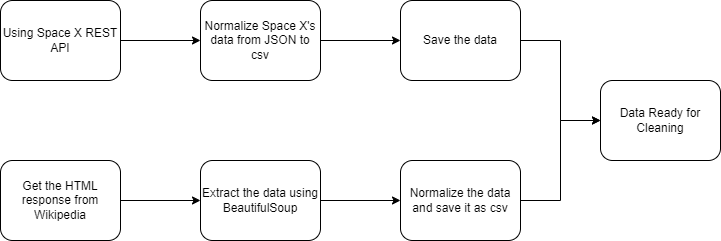 Using Space X REST
API
Normalize Space X's
data from JSON to
csv
Save the data
Data Ready for
Cleaning
Get the HTML
response from
Wikipedia
Extract the data using
BeautifulSoup
Normalize the data
and save it as csv